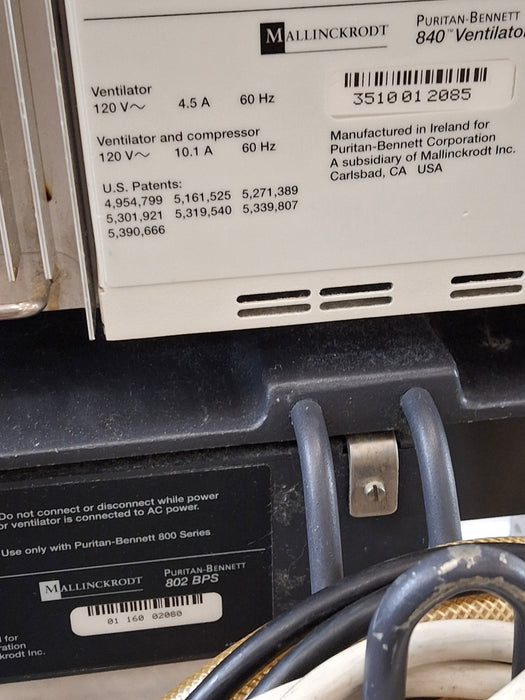 MALLINCKRODT
PURITAN-BENNETT
840™ Ventilator
Ventilator
120 V~ 4.5 A 60 Hz
3510012085
Ventilator and compressor
120 V~ 10.1 A 60 Hz
Manufactured in Ireland for
Puritan-Bennett Corporation
A subsidiary of Mallinckrodt Inc.
Carlsbad, CA USA
U.S. Patents:
4,954,799 5,161,525 5,271,389
5,301,921 5,319,540 5,339,807
5,390,666
Do not connect or disconnect while power
or ventilator is connected to AC power.
Use only with Puritan-Bennett 800 Series
MALLINCKRODT
PURITAN-BENNETT
802 BPS
01 160 02080
for
ration
krodt Inc.